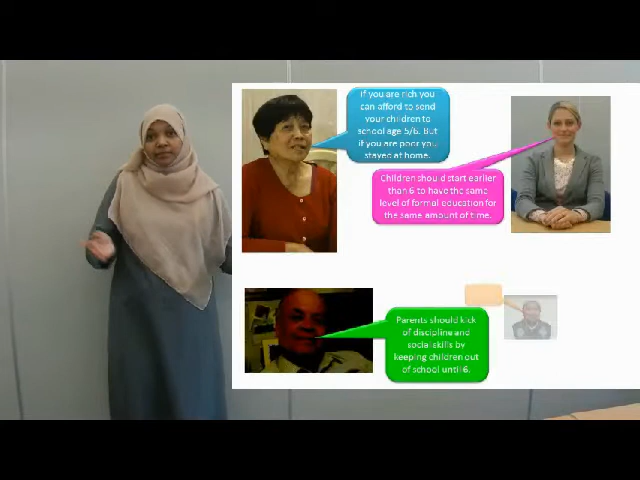 If you are rich you
can afford to send
your children to
school age 5/6. But
if you are poor you
stayed at home.
Children should start earlier
than 6 to have the same
level of formal education for
the same amount of time.
Parents should kick
of discipline and
social skills by
keeping children out
of school until 6.